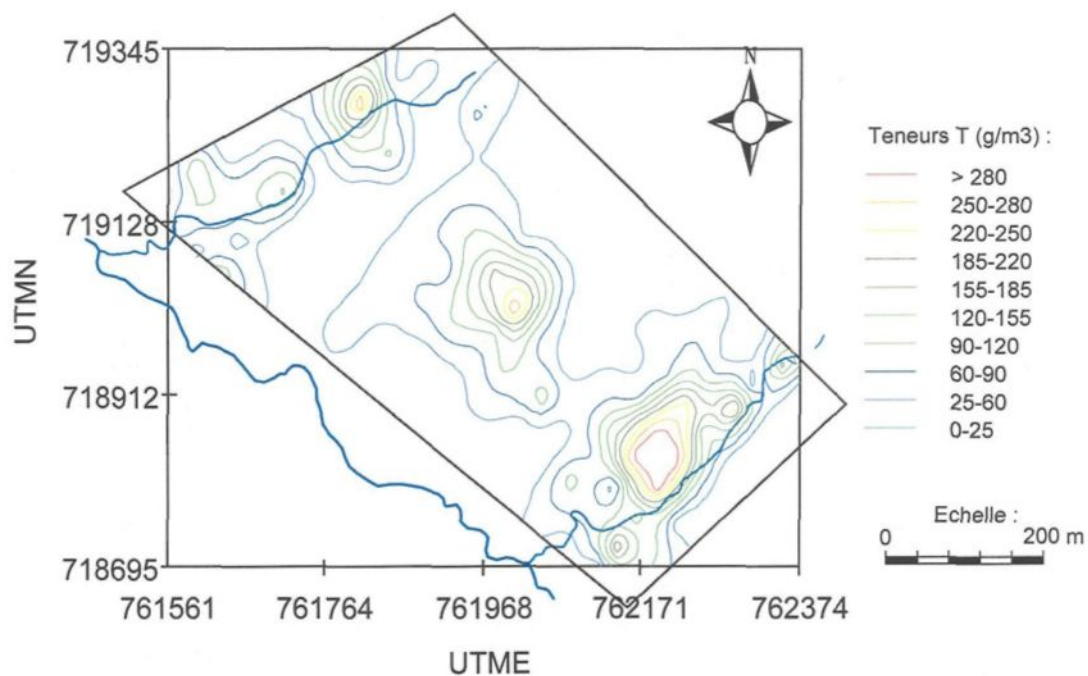 719345
719128
718912
718695
UTMN
761561 761764 761968 762171 762374
UTME
N
Teneurs T (g/m3) :
> 280
250-280
220-250
185-220
155-185
120-155
90-120
60-90
25-60
0-25
Echelle :
0 200 m